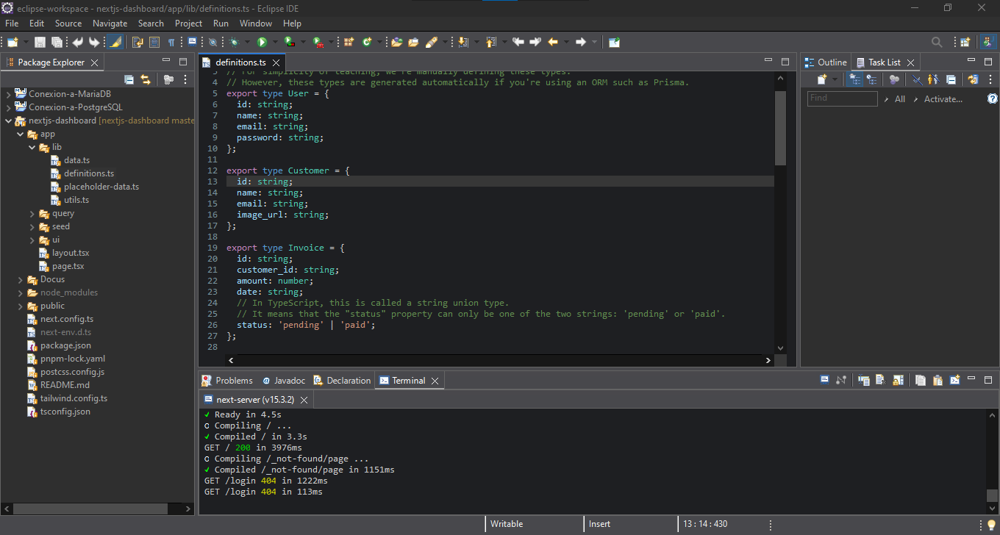 eclipse-workspace - nextjs-dashboard/app/lib/definitions.ts - Eclipse IDE
File Edit Source Navigate Search Project Run Window Help
Package Explorer
Conexion-a-MariaDB
Conexion-a-PostgreSQL
nextjs-dashboard [nextjs-dashboard maste
app
lib
data.ts
definitions.ts
placeholder-data.ts
utils.ts
query
seed
ui
layout.tsx
page.tsx
Docus
node_modules
public
next.config.ts
next-env.d.ts
package.json
pnpm-lock.yaml
postcss.config.js
README.md
tailwind.config.ts
tsconfig.json
definitions.ts
3 // For simplicity of teaching, we're manually defining these types.
4 // However, these types are generated automatically if you're using an ORM such as Prisma.
5 export type User = {
6 id: string;
7 name: string;
8 email: string;
9 password: string;
10 };
11
12 export type Customer = {
13 id: string;
14 name: string;
15 email: string;
16 image_url: string;
17 };
18
19 export type Invoice = {
20 id: string;
21 customer_id: string;
22 amount: number;
23 date: string;
24 // In TypeScript, this is called a string union type.
25 // It means that the "status" property can only be one of the two strings: 'pending' or 'paid'.
26 status: 'pending' | 'paid';
27 };
28
Outline Task List
Find All Activate...
Problems Javadoc Declaration Terminal
next-server (v15.3.2)
✓ Ready in 4.5s
○ Compiling / ...
✓ Compiled / in 3.3s
GET / 200 in 3976ms
○ Compiling /_not-found/page ...
✓ Compiled /_not-found/page in 1151ms
GET /login 404 in 1222ms
GET /login 404 in 113ms
Writable Insert 13 : 14 : 430